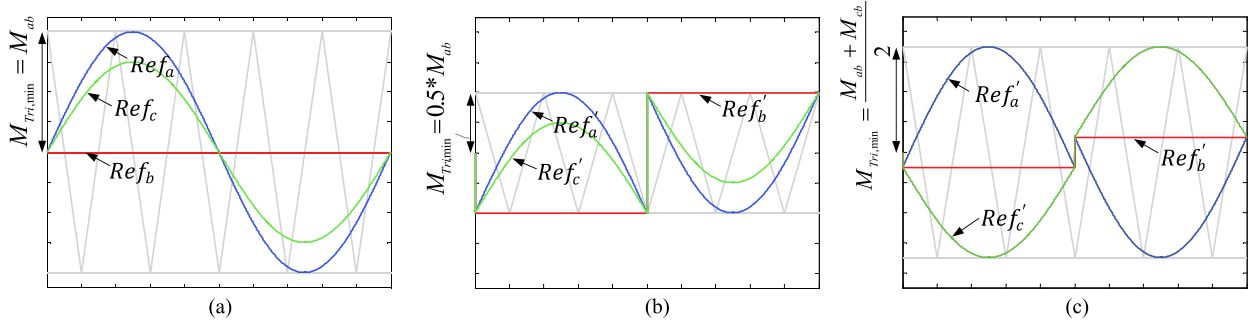 M_{Tri,min} = M_{ab}
Ref_a
Ref_c
Ref_b
(a)
M_{Tri,min} = 0.5*M_{ab}
Ref_a'
Ref_c'
Ref_b'
(b)
M_{Tri,min} = \frac{M_{ab} + M_{cb}}{2}
Ref_a'
Ref_b'
Ref_c'
(c)